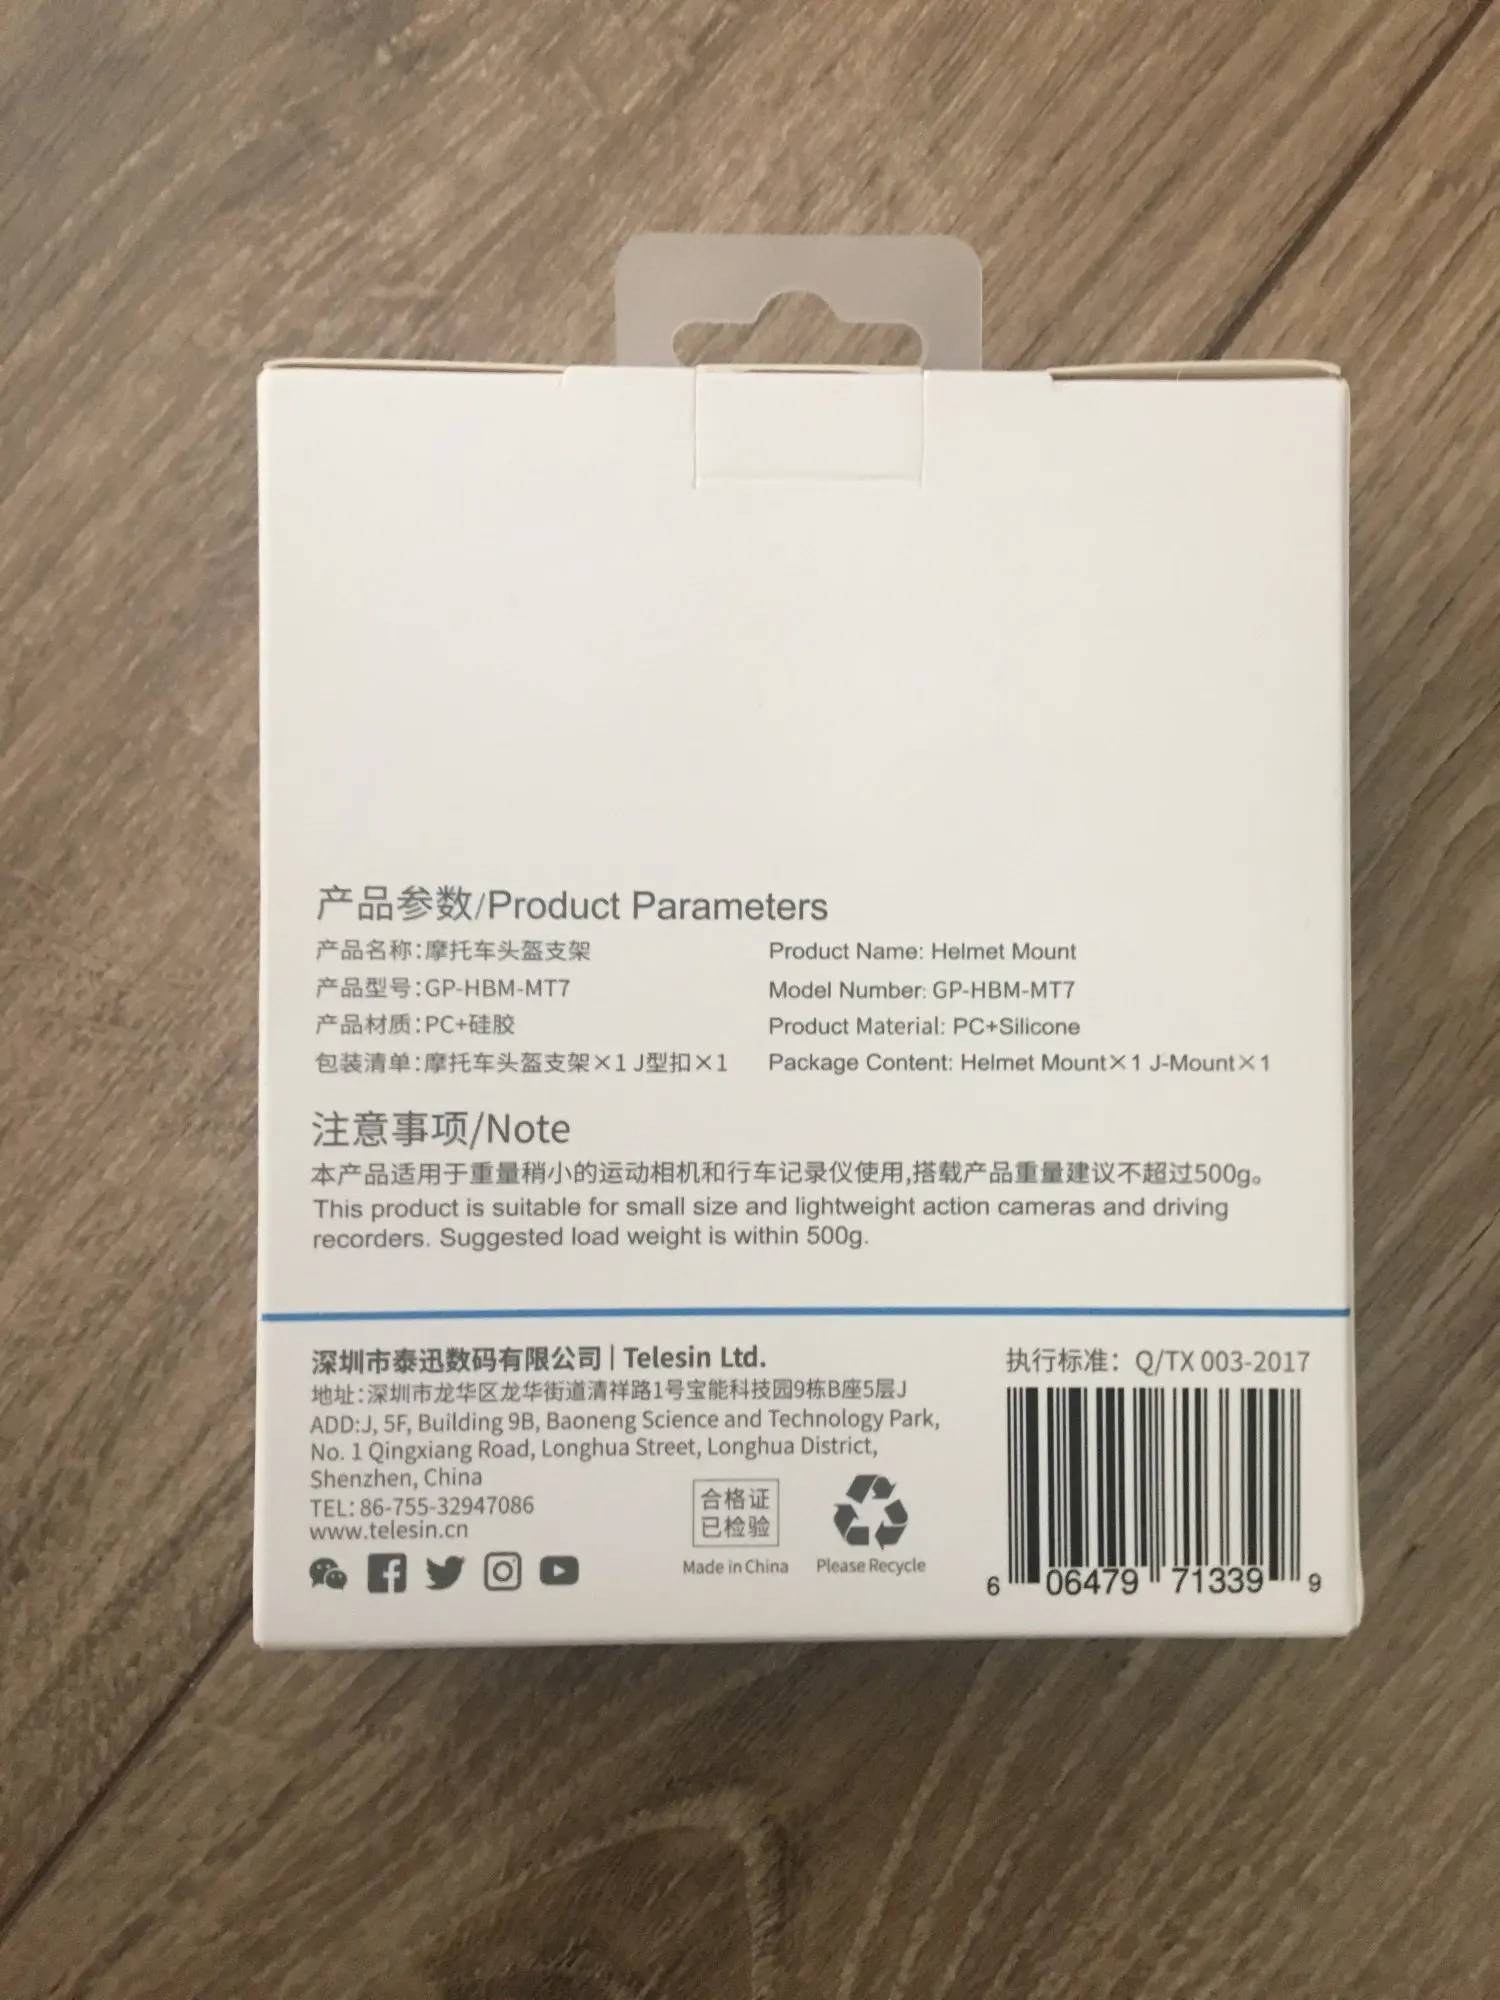 产品参数/Product Parameters
产品名称:摩托车头盔支架
产品型号:GP-HBM-MT7
产品材质:PC+硅胶
包装清单:摩托车头盔支架×1 J型扣×1
Product Name: Helmet Mount
Model Number: GP-HBM-MT7
Product Material: PC+Silicone
Package Content: Helmet Mount×1 J-Mount×1
注意事项/Note
本产品适用于重量稍小的运动相机和行车记录仪使用,搭载产品重量建议不超过500g。
This product is suitable for small size and lightweight action cameras and driving
recorders. Suggested load weight is within 500g.
深圳市泰迅数码有限公司 | Telesin Ltd.
地址:深圳市龙华区龙华街道清祥路1号宝能科技园9栋B座5层J
ADD:J, 5F, Building 9B, Baoneng Science and Technology Park,
No. 1 Qingxiang Road, Longhua Street, Longhua District,
Shenzhen, China
TEL: 86-755-32947086
www.telesin.cn
合格证
已检验
Made in China
Please Recycle
执行标准：Q/TX 003-2017
6 06479 71339 9